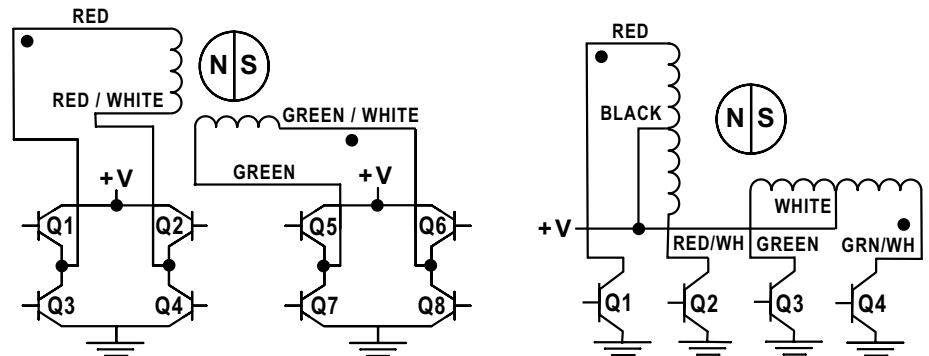 RED
N S
RED / WHITE
GREEN / WHITE
GREEN
+V
+V
Q1
Q2
Q5
Q6
Q3
Q4
Q7
Q8
RED
BLACK
N S
WHITE
+V
RED/WH
GREEN
GRN/WH
Q1
Q2
Q3
Q4